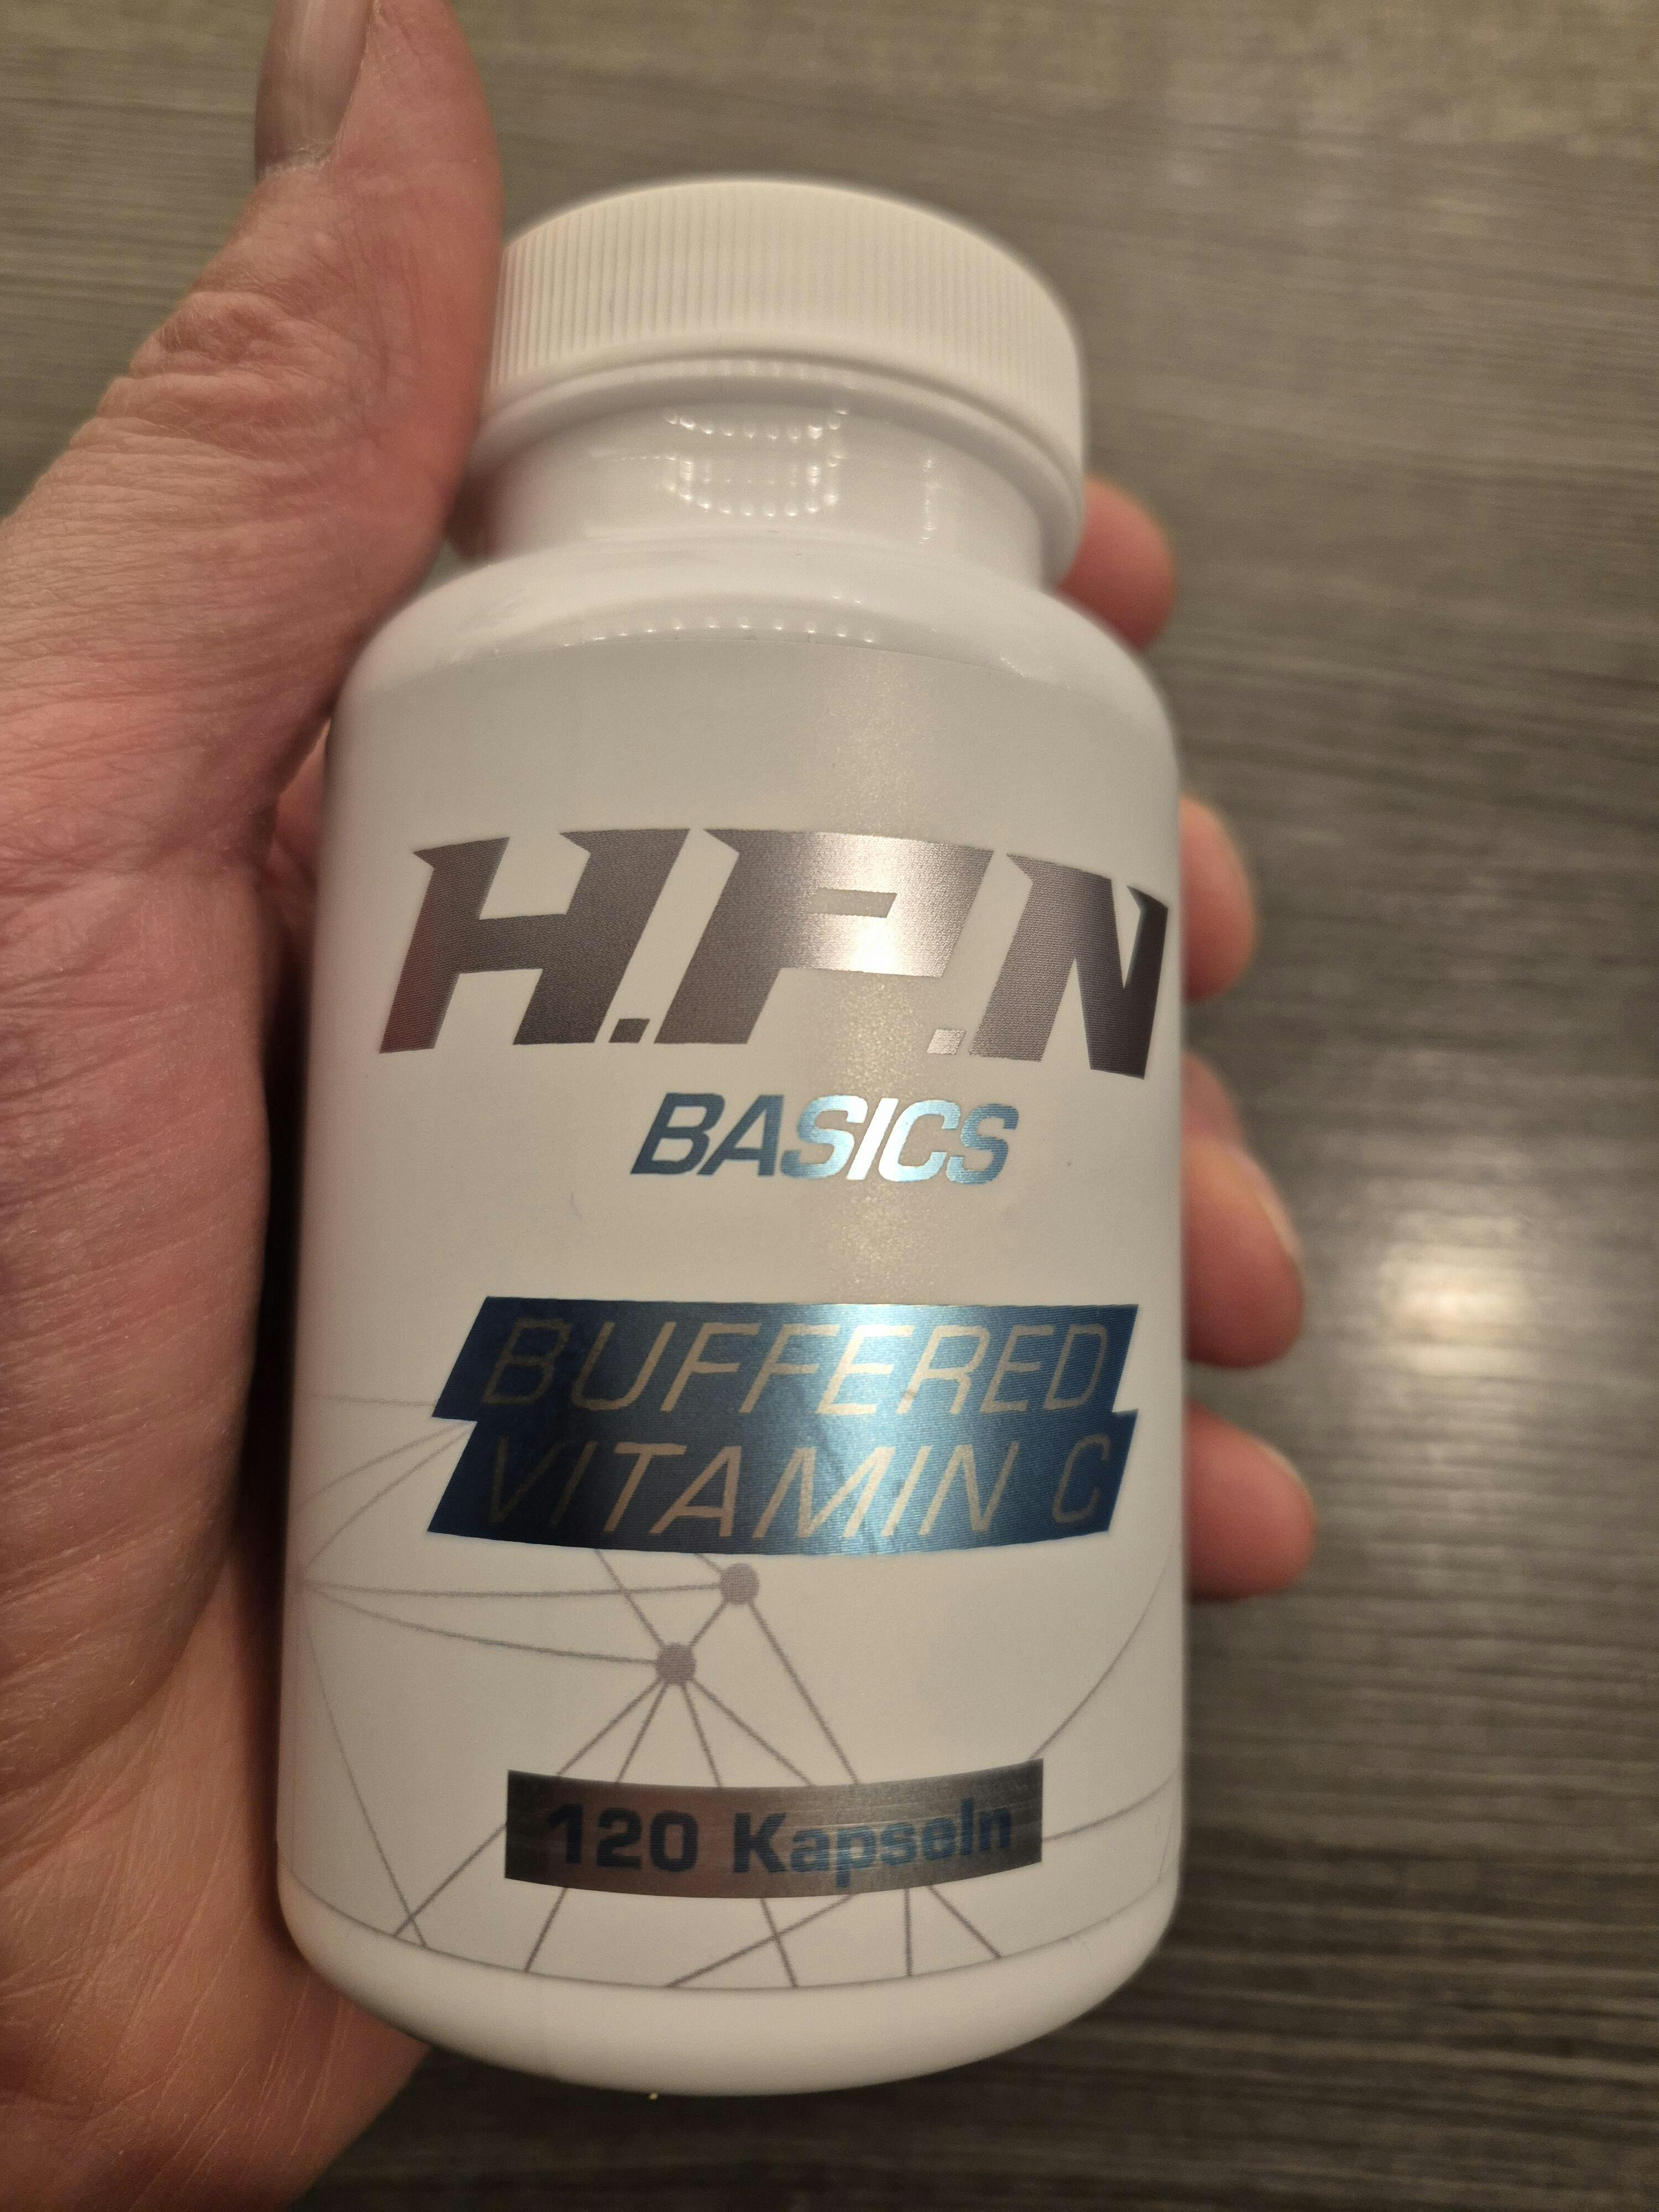 H.P.N
BASICS
BUFFERED
VITAMIN C
120 Kapseln